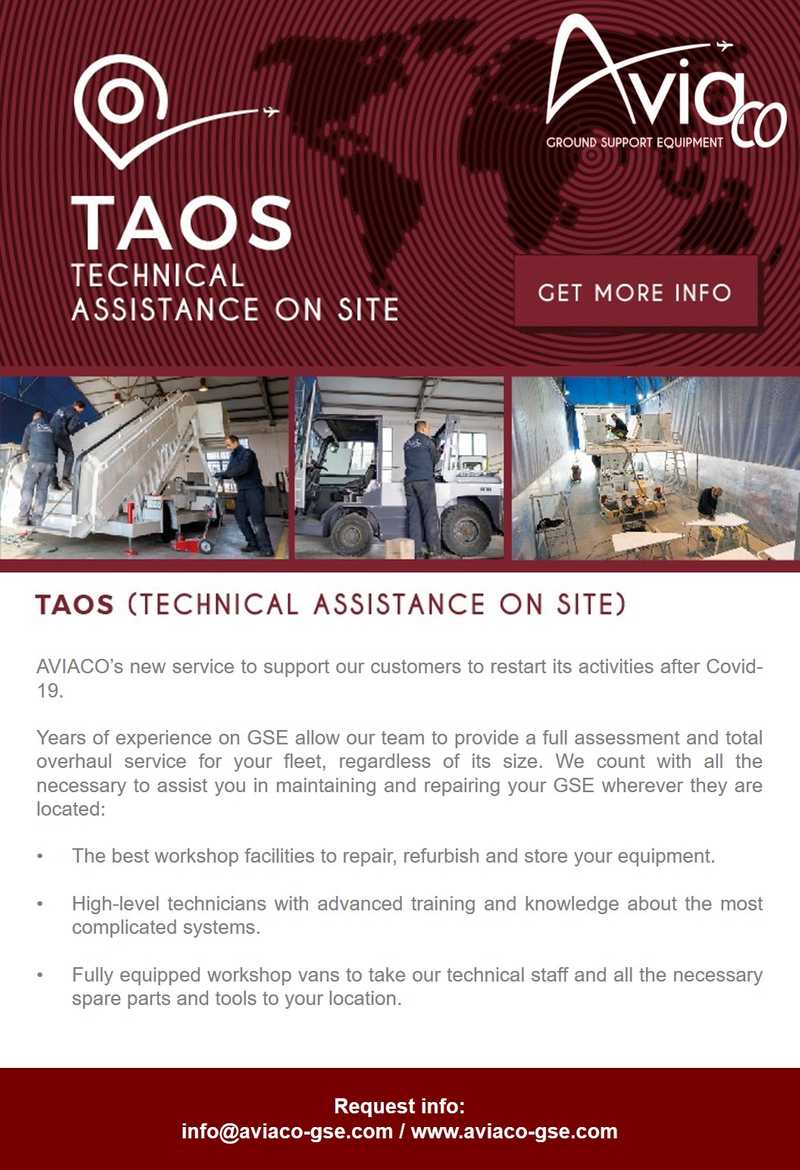 Avia co
GROUND SUPPORT EQUIPMENT
TAOS
TECHNICAL
ASSISTANCE ON SITE
GET MORE INFO
TAOS (TECHNICAL ASSISTANCE ON SITE)
AVIACO’s new service to support our customers to restart its activities after Covid-
19.
Years of experience on GSE allow our team to provide a full assessment and total
overhaul service for your fleet, regardless of its size. We count with all the
necessary to assist you in maintaining and repairing your GSE wherever they are
located:
• The best workshop facilities to repair, refurbish and store your equipment.
• High-level technicians with advanced training and knowledge about the most
complicated systems.
• Fully equipped workshop vans to take our technical staff and all the necessary
spare parts and tools to your location.
Request info:
info@aviaco-gse.com / www.aviaco-gse.com